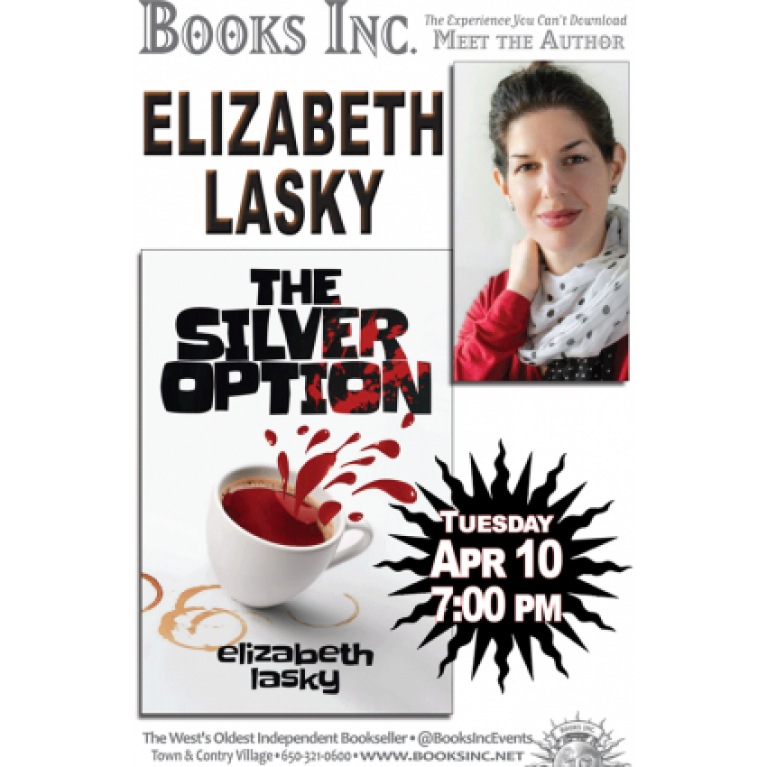 BOOKS INC.
The Experience You Can't Download
MEET THE AUTHOR
ELIZABETH
LASKY
THE
SILVER
OPTION
elizabeth
lasky
TUESDAY
APR 10
7:00 PM
The West's Oldest Independent Bookseller • @BooksIncEvents
Town & Contry Village • 650-321-0600 • WWW.BOOKSINC.NET
BOOKS INC.